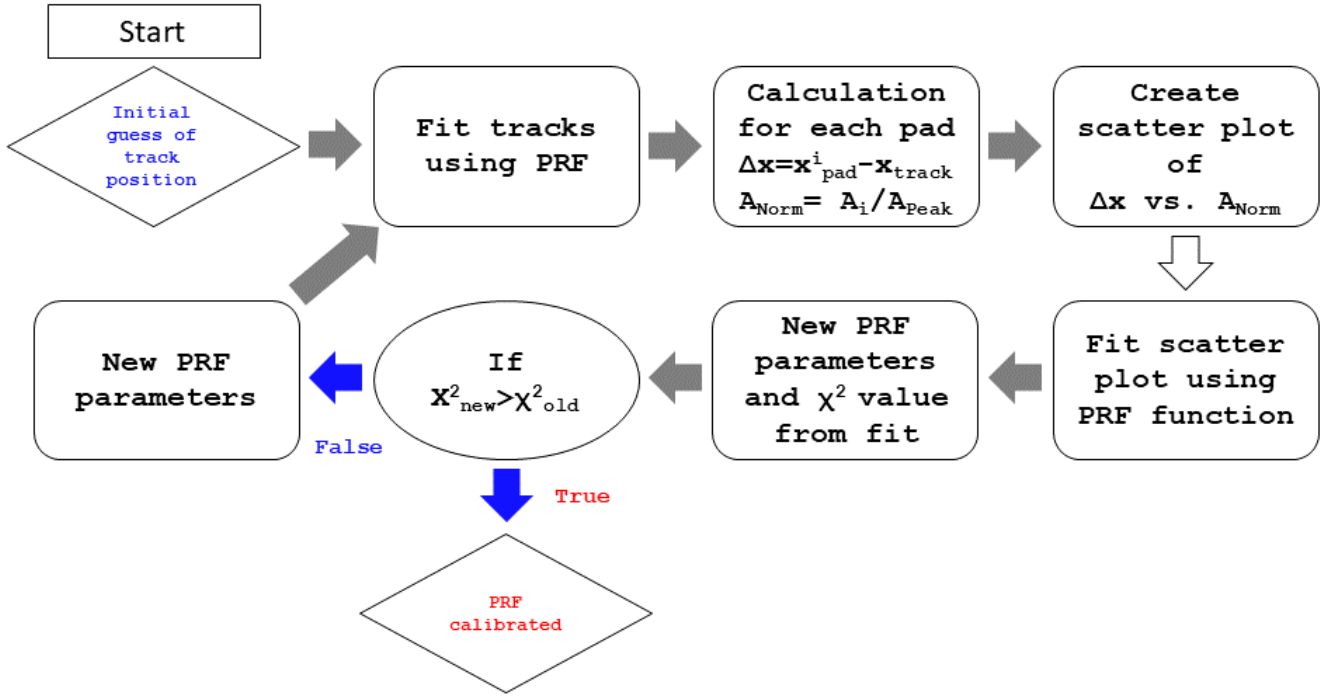 Start
Initial
guess of
track
position
Fit tracks
using PRF
Calculation
for each pad
Δx=xⁱpad-xtrack
ANorm= Ai/APeak
Create
scatter plot
of
Δx vs. ANorm
New PRF
parameters
If
X²new>χ²old
New PRF
parameters
and χ² value
from fit
Fit scatter
plot using
PRF function
False
True
PRF
calibrated